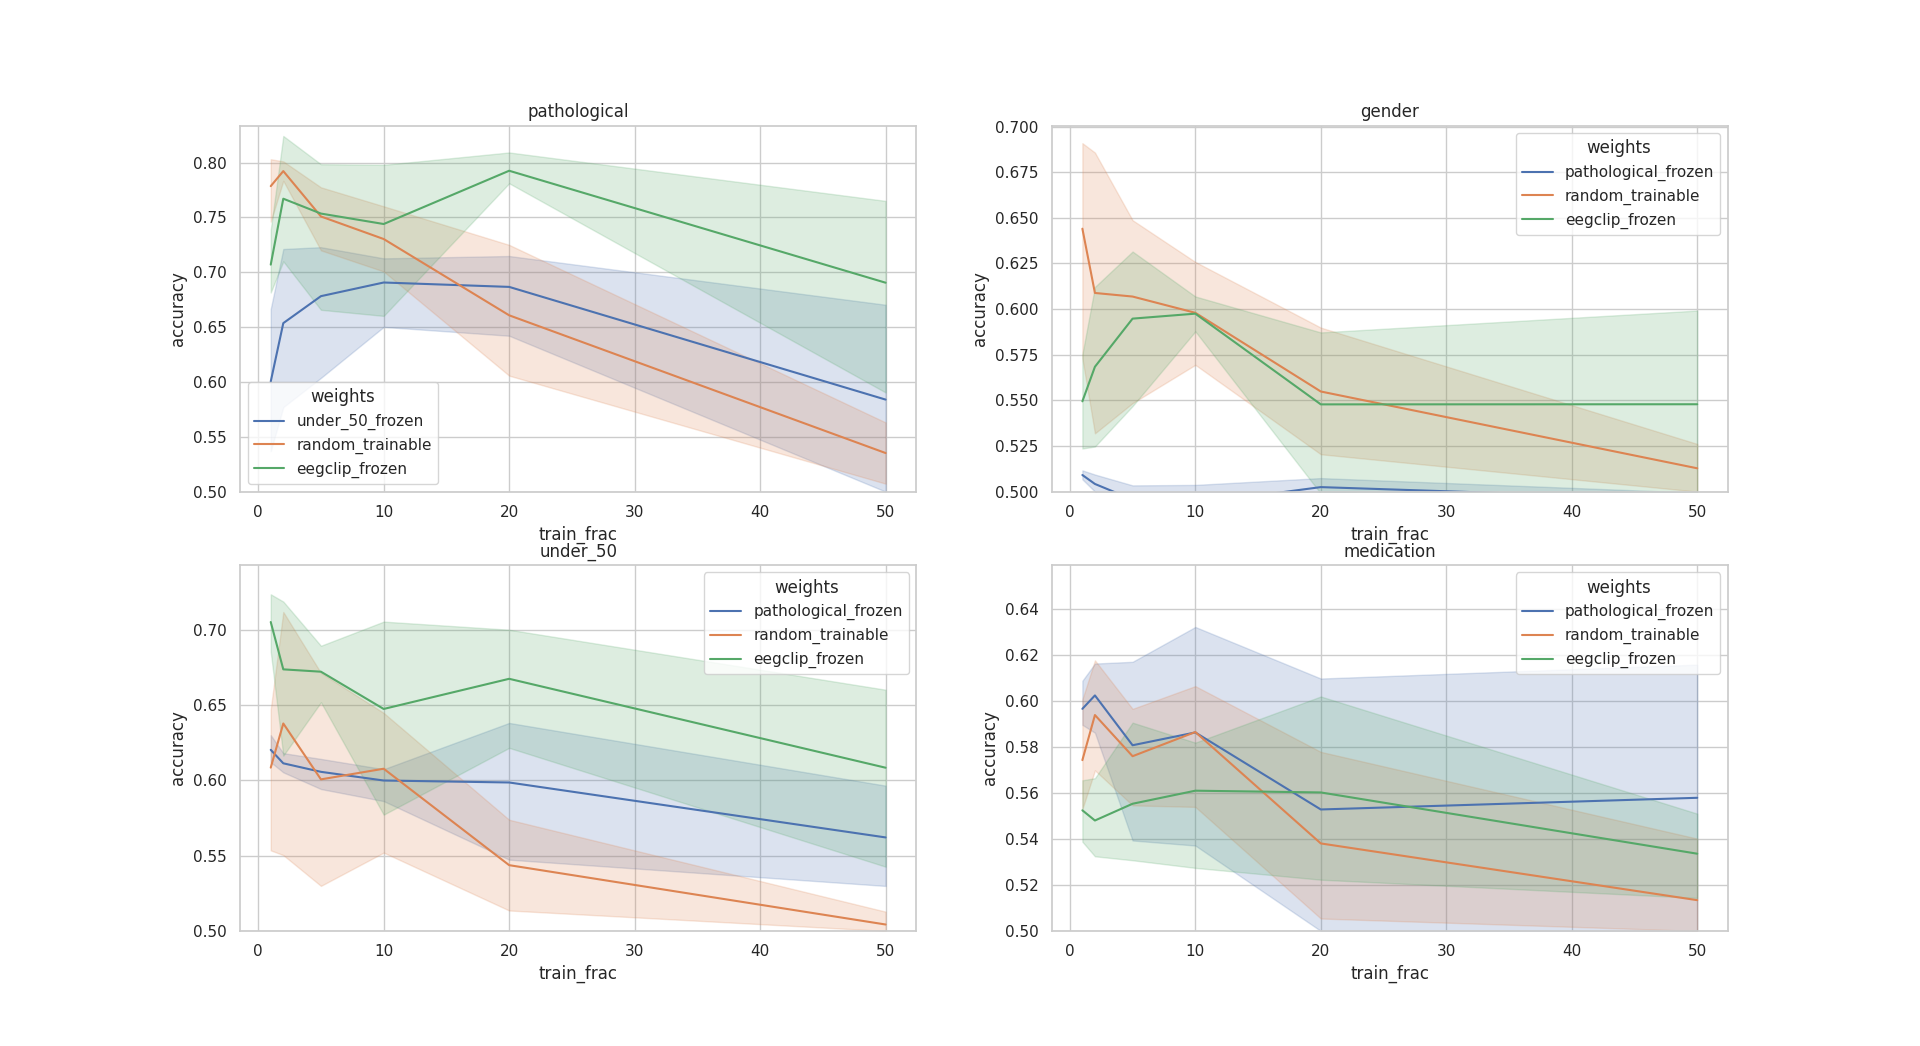 pathological
0.80
0.75
0.70
0.65
0.60
0.55
0.50
accuracy
weights
under_50_frozen
random_trainable
eegclip_frozen
0 10 20 30 40 50
train_frac
gender
0.700
0.675
0.650
0.625
0.600
0.575
0.550
0.525
0.500
accuracy
weights
pathological_frozen
random_trainable
eegclip_frozen
0 10 20 30 40 50
train_frac
under_50
0.70
0.65
0.60
0.55
0.50
accuracy
weights
pathological_frozen
random_trainable
eegclip_frozen
0 10 20 30 40 50
train_frac
medication
0.64
0.62
0.60
0.58
0.56
0.54
0.52
0.50
accuracy
weights
pathological_frozen
random_trainable
eegclip_frozen
0 10 20 30 40 50
train_frac